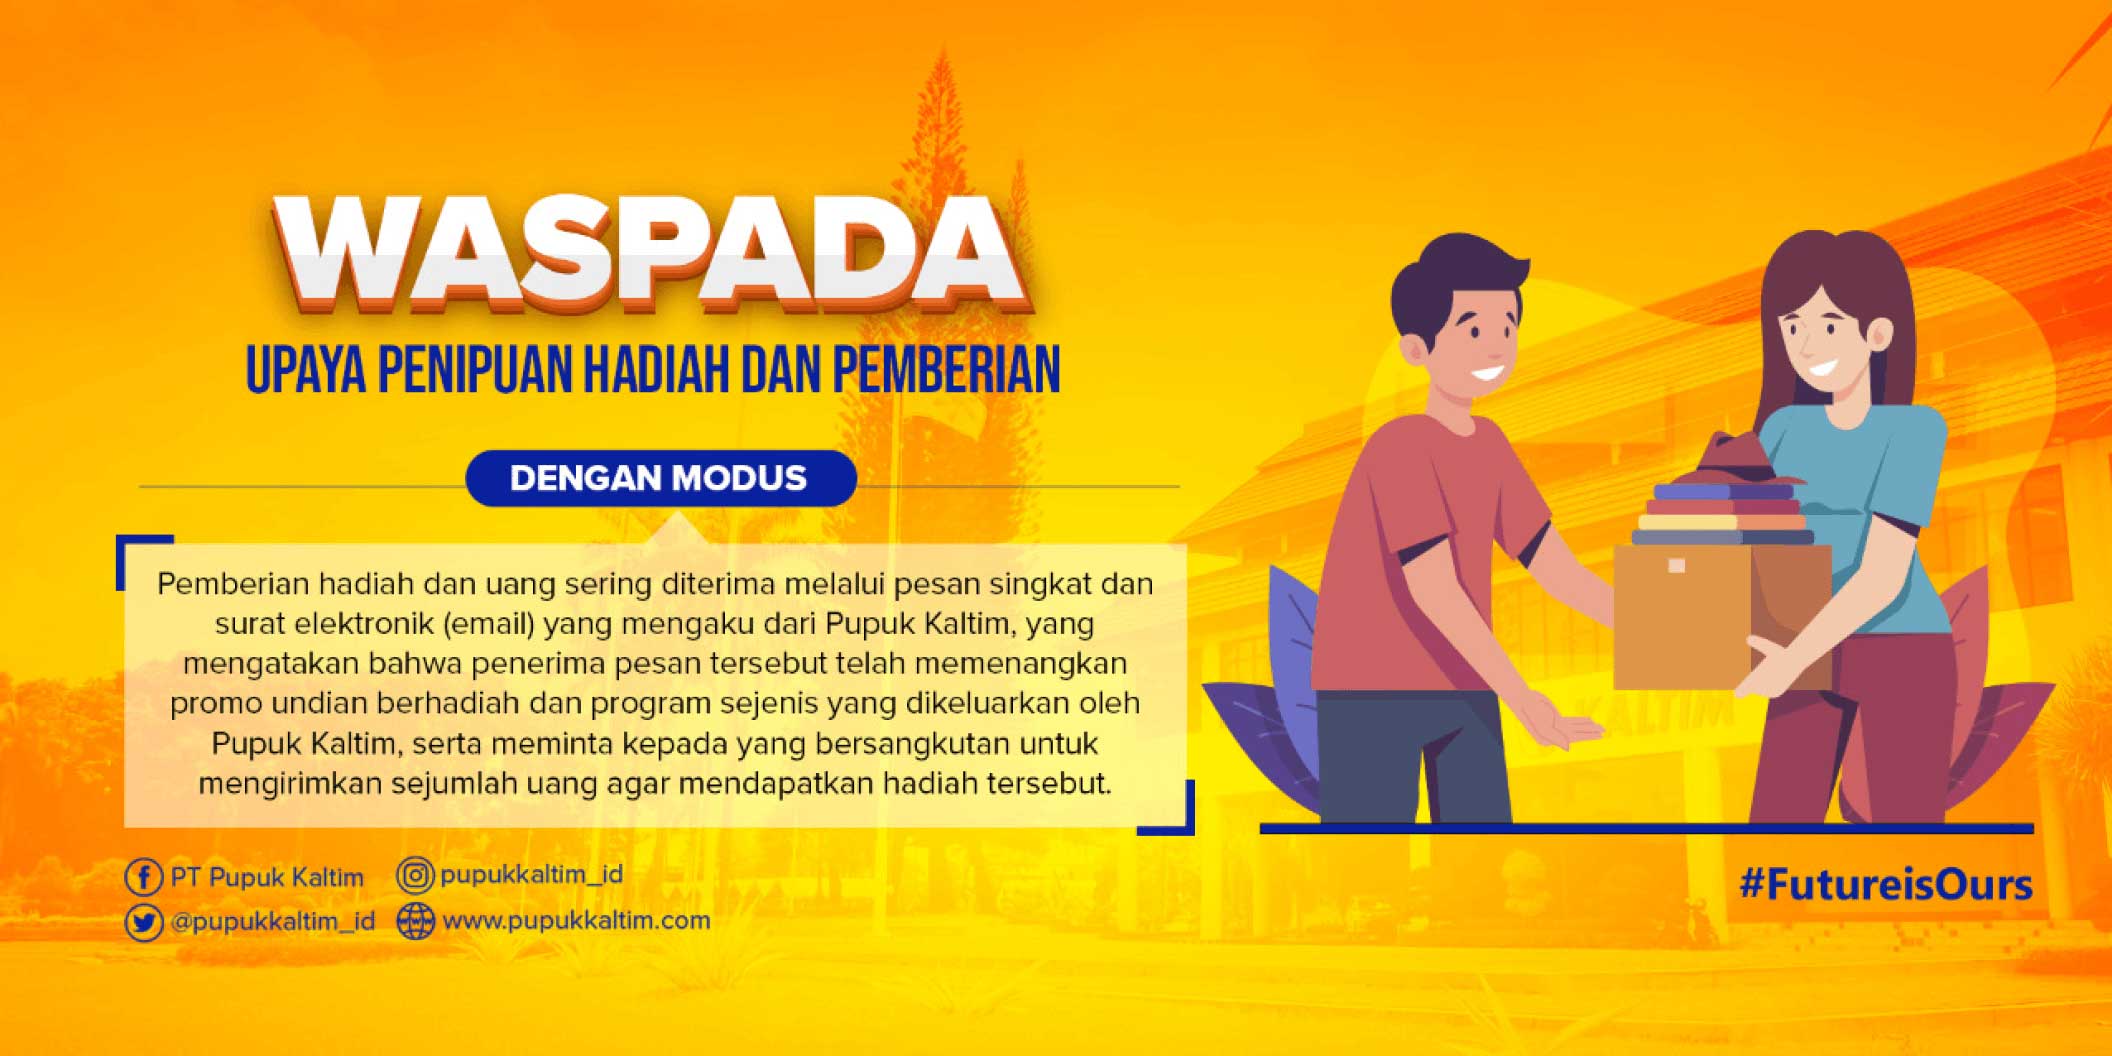 WASPADA
UPAYA PENIPUAN HADIAH DAN PEMBERIAN
DENGAN MODUS
Pemberian hadiah dan uang sering diterima melalui pesan singkat dan
surat elektronik (email) yang mengaku dari Pupuk Kaltim, yang
mengatakan bahwa penerima pesan tersebut telah memenangkan
promo undian berhadiah dan program sejenis yang dikeluarkan oleh
Pupuk Kaltim, serta meminta kepada yang bersangkutan untuk
mengirimkan sejumlah uang agar mendapatkan hadiah tersebut.
KALTIM
PT Pupuk Kaltim pupukkaltim_id
@pupukkaltim_id www.pupukkaltim.com
#FutureisOurs